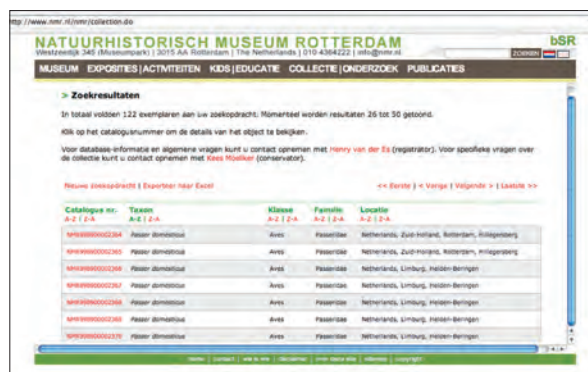 http://www.nmr.nl/nmr/collection.do
NATUURHISTORISCH MUSEUM ROTTERDAM
bSR
Westzeedijk 345 (Museumpark) | 3015 AA Rotterdam | The Netherlands | 010-4364222 | info@nmr.nl
ZOEKEN
MUSEUM EXPOSITIES|ACTIVITEITEN KIDS|EDUCATIE COLLECTIE|ONDERZOEK PUBLICATIES
> Zoekresultaten
In totaal voldoen 122 exemplaren aan uw zoekopdracht. Momenteel worden resultaten 26 tot 50 getoond.
Klik op het catalogusnummer om de details van het object te bekijken.
Voor database-informatie en algemene vragen kunt u contact opnemen met Henry van der Es (registrator). Voor specifieke vragen over
de collectie kunt u contact opnemen met Kees Moeliker (conservator).
Nieuwe zoekopdracht | Exporteer naar Excel
<< Eerste | < Vorige | Volgende > | Laatste >>
Catalogus nr. Taxon Klasse Familie Locatie
A-Z | Z-A A-Z | Z-A A-Z | Z-A A-Z | Z-A A-Z | Z-A
Passer domesticus Aves Passeridae Netherlands, Zuid-Holland, Rotterdam, Hillegersberg
Passer domesticus Aves Passeridae Netherlands, Zuid-Holland, Rotterdam, Hillegersberg
Passer domesticus Aves Passeridae Netherlands, Limburg, Helden-Beringen
Passer domesticus Aves Passeridae Netherlands, Limburg, Helden-Beringen
Passer domesticus Aves Passeridae Netherlands, Limburg, Helden-Beringen
Passer domesticus Aves Passeridae Netherlands, Limburg, Helden-Beringen
Passer domesticus Aves Passeridae Netherlands, Limburg, Helden-Beringen
home | contact | wie is wie | disclaimer | over deze site | sitemap | copyright